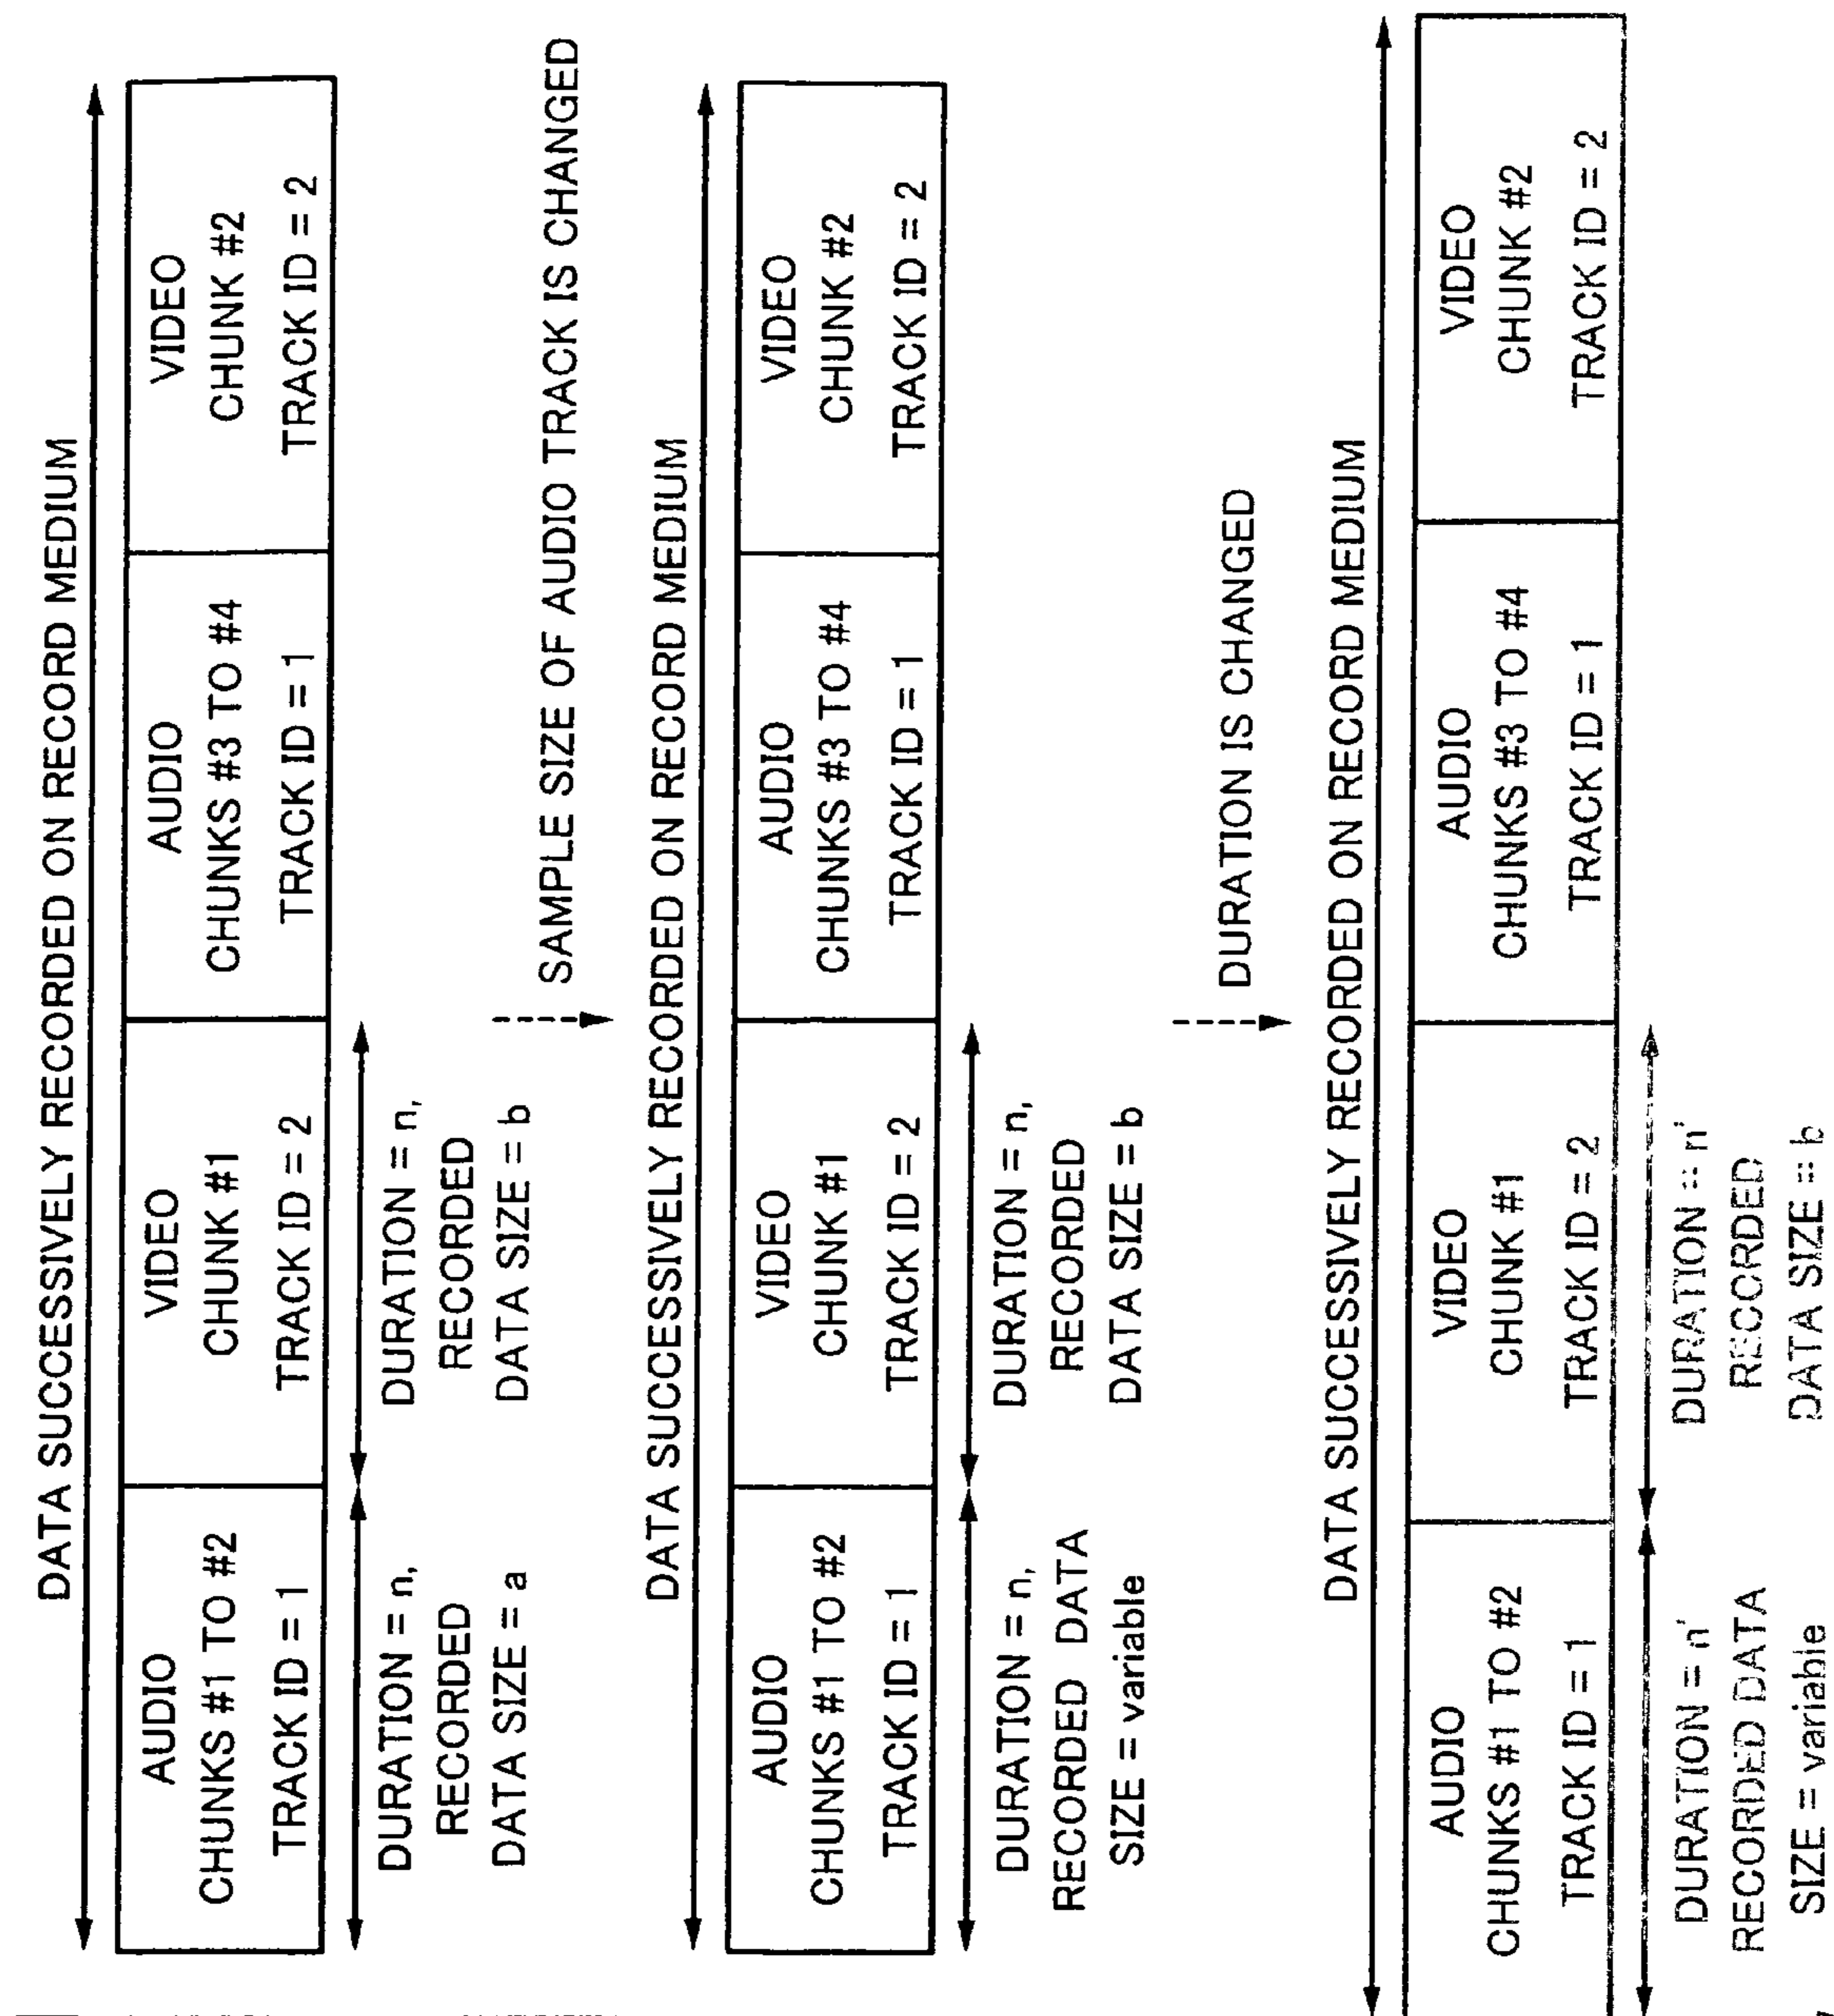 DATA SUCCESSIVELY RECORDED ON RECORD MEDIUM
AUDIO
CHUNKS #1 TO #2
TRACK ID = 1
VIDEO
CHUNK #1
TRACK ID = 2
AUDIO
CHUNKS #3 TO #4
TRACK ID = 1
VIDEO
CHUNK #2
TRACK ID = 2
DURATION = n,
RECORDED
DATA SIZE = a
DURATION = n,
RECORDED
DATA SIZE = b
SAMPLE SIZE OF AUDIO TRACK IS CHANGED
DATA SUCCESSIVELY RECORDED ON RECORD MEDIUM
AUDIO
CHUNKS #1 TO #2
TRACK ID = 1
VIDEO
CHUNK #1
TRACK ID = 2
AUDIO
CHUNKS #3 TO #4
TRACK ID = 1
VIDEO
CHUNK #2
TRACK ID = 2
DURATION = n,
RECORDED DATA
SIZE = variable
DURATION = n,
RECORDED
DATA SIZE = b
DURATION IS CHANGED
DATA SUCCESSIVELY RECORDED ON RECORD MEDIUM
AUDIO
CHUNKS #1 TO #2
TRACK ID = 1
VIDEO
CHUNK #1
TRACK ID = 2
AUDIO
CHUNKS #3 TO #4
TRACK ID = 1
VIDEO
CHUNK #2
TRACK ID = 2
DURATION = n'
RECORDED DATA
SIZE = variable
DURATION = n'
RECORDED
DATA SIZE = b